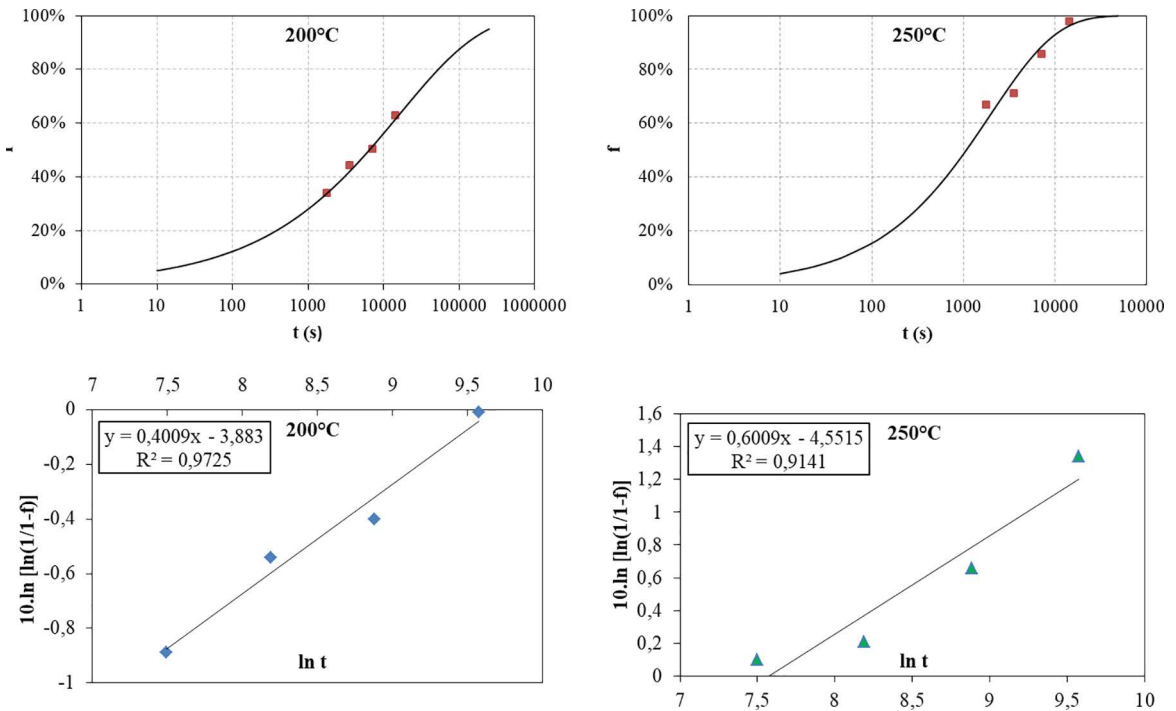 100%
80%
60%
40%
20%
0%
200°C
1 10 100 1000 10000 100000 1000000
t (s)
100%
80%
60%
40%
20%
0%
f
250°C
1 10 100 1000 10000 10000
t (s)
7 7,5 8 8,5 9 9,5 10
0
-0,2
-0,4
-0,6
-0,8
-1
10.ln [ln(1/1-f)]
y = 0,4009x - 3,883
R² = 0,9725
200°C
ln t
1,6
1,4
1,2
1
0,8
0,6
0,4
0,2
0
10.ln [ln(1/1-f)]
y = 0,6009x - 4,5515
R² = 0,9141
250°C
ln t
7 7,5 8 8,5 9 9,5 10